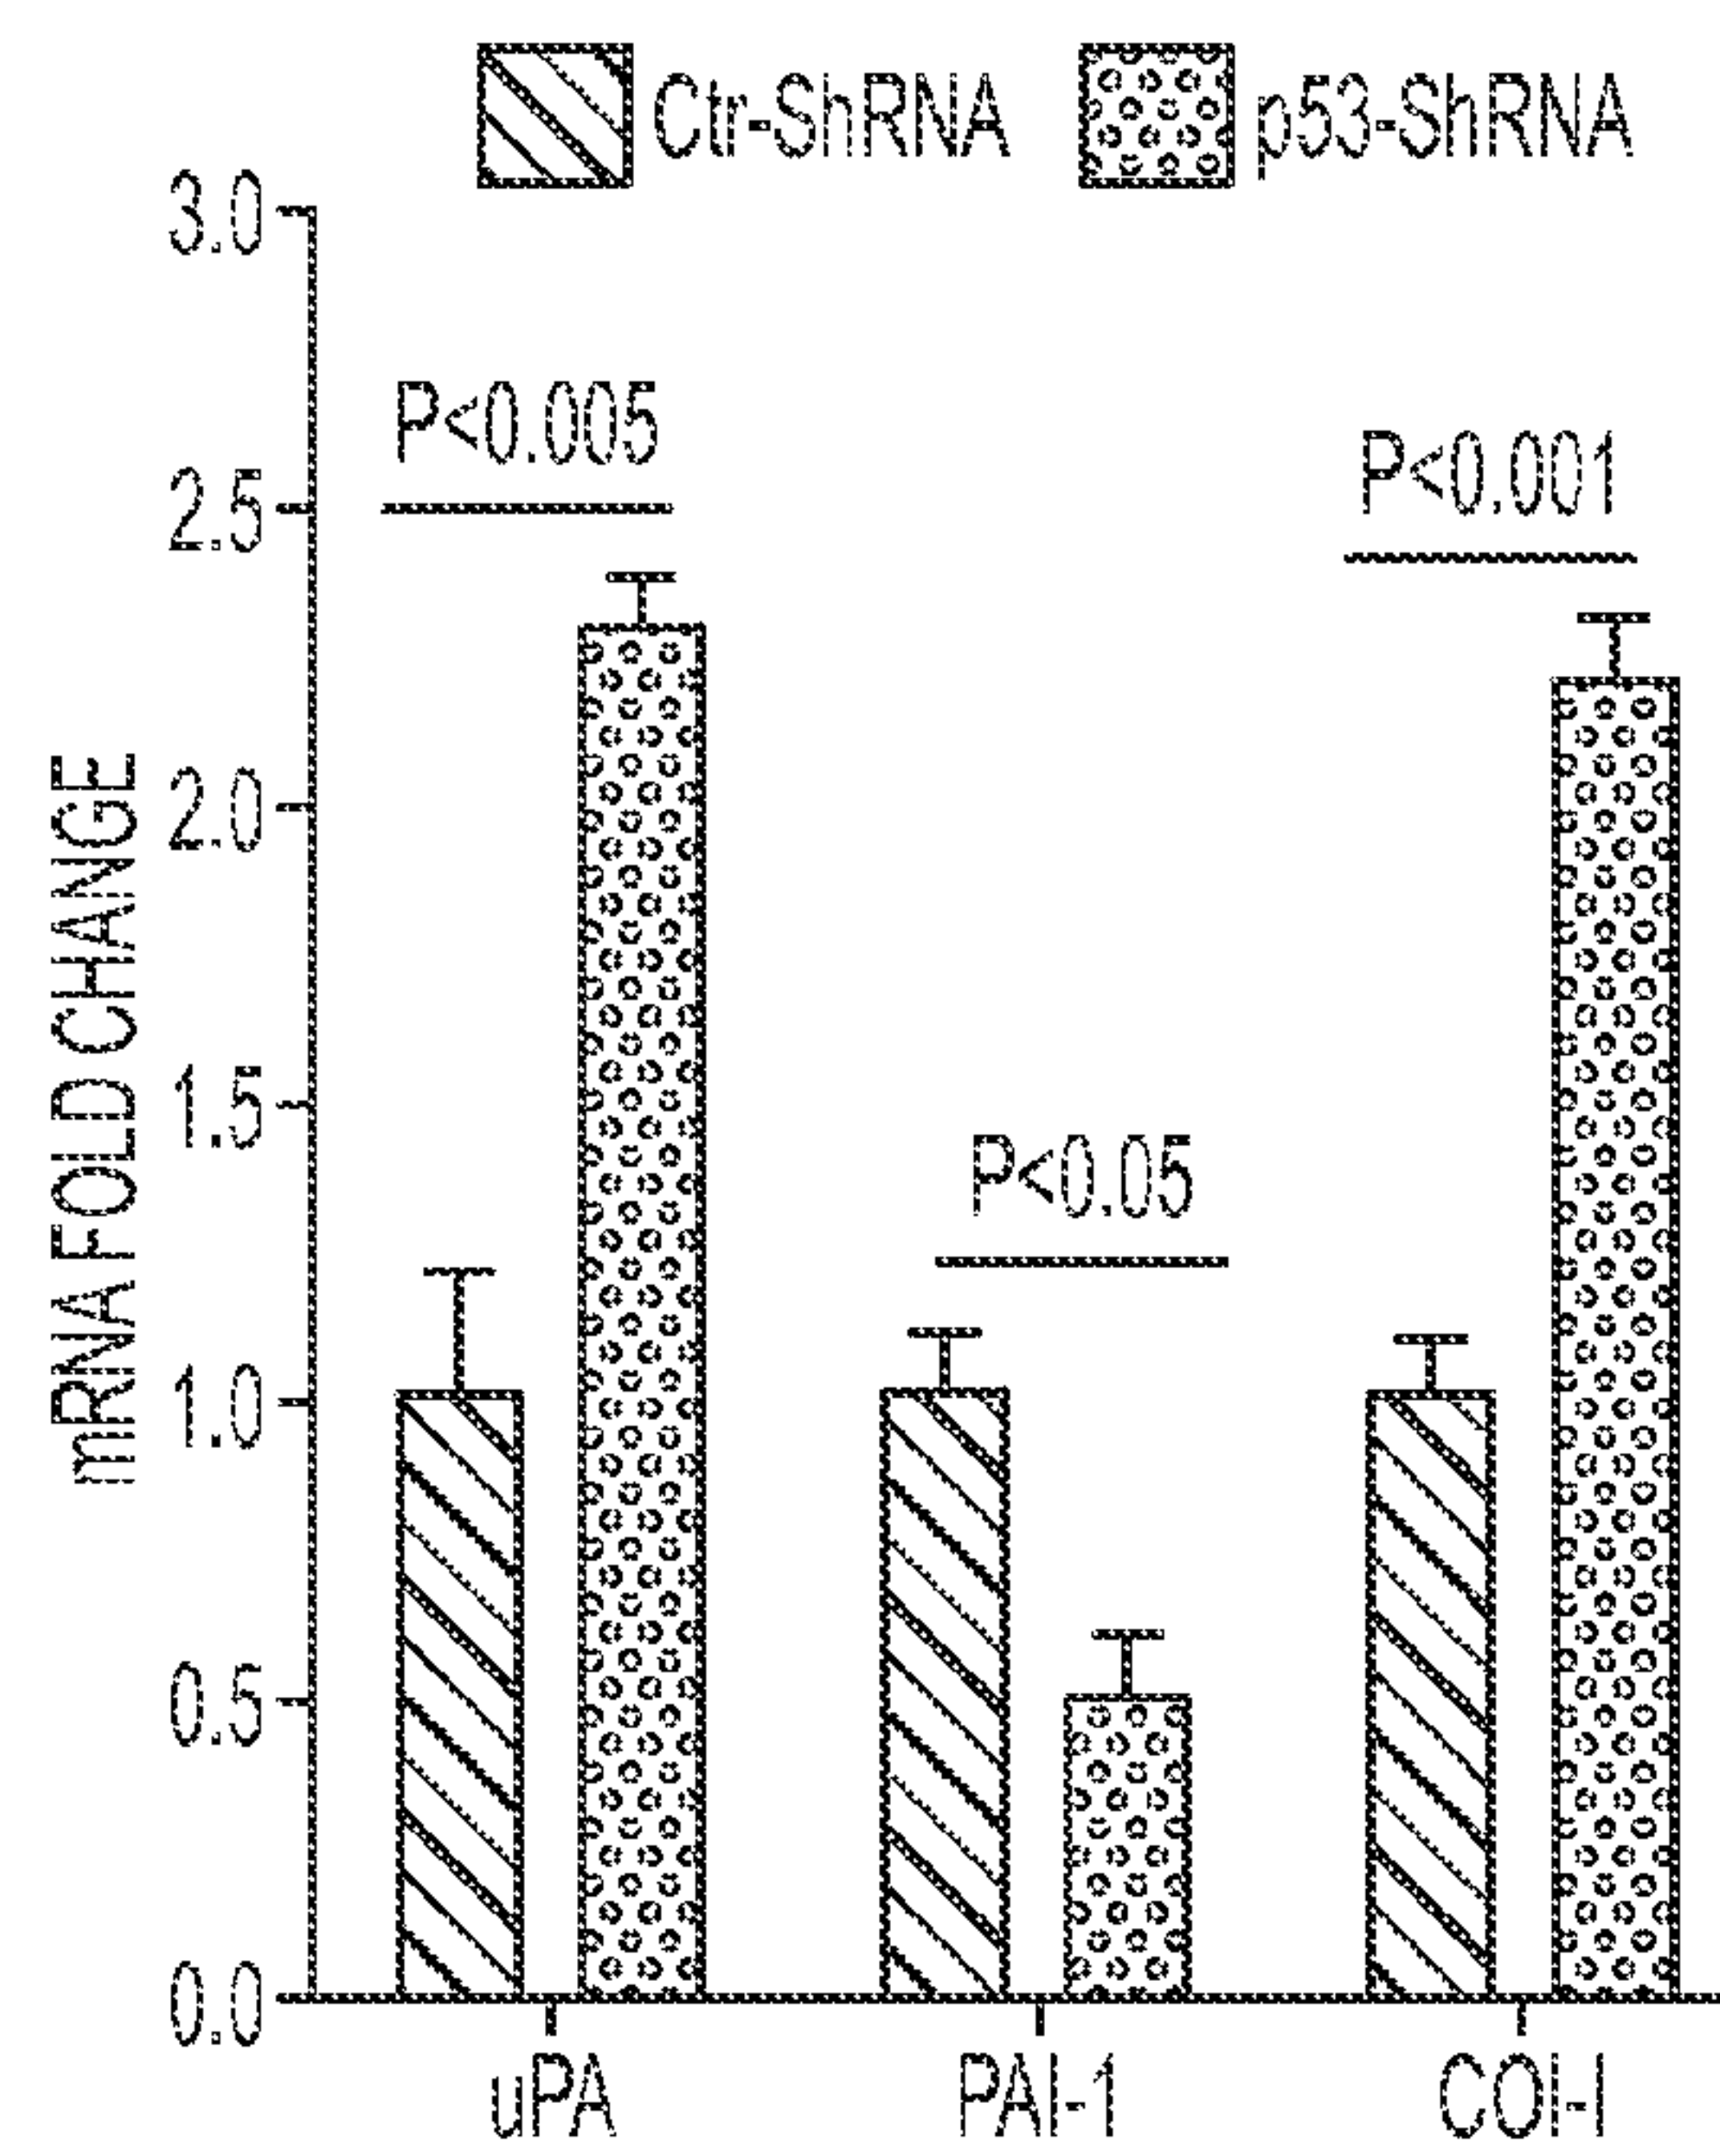 Ctr-ShRNA p53-ShRNA
3.0
2.5
2.0
1.5
1.0
0.5
0.0
mRNA FOLD CHANGE
P<0.005
P<0.001
P<0.05
uPA PAI-1 COI-I